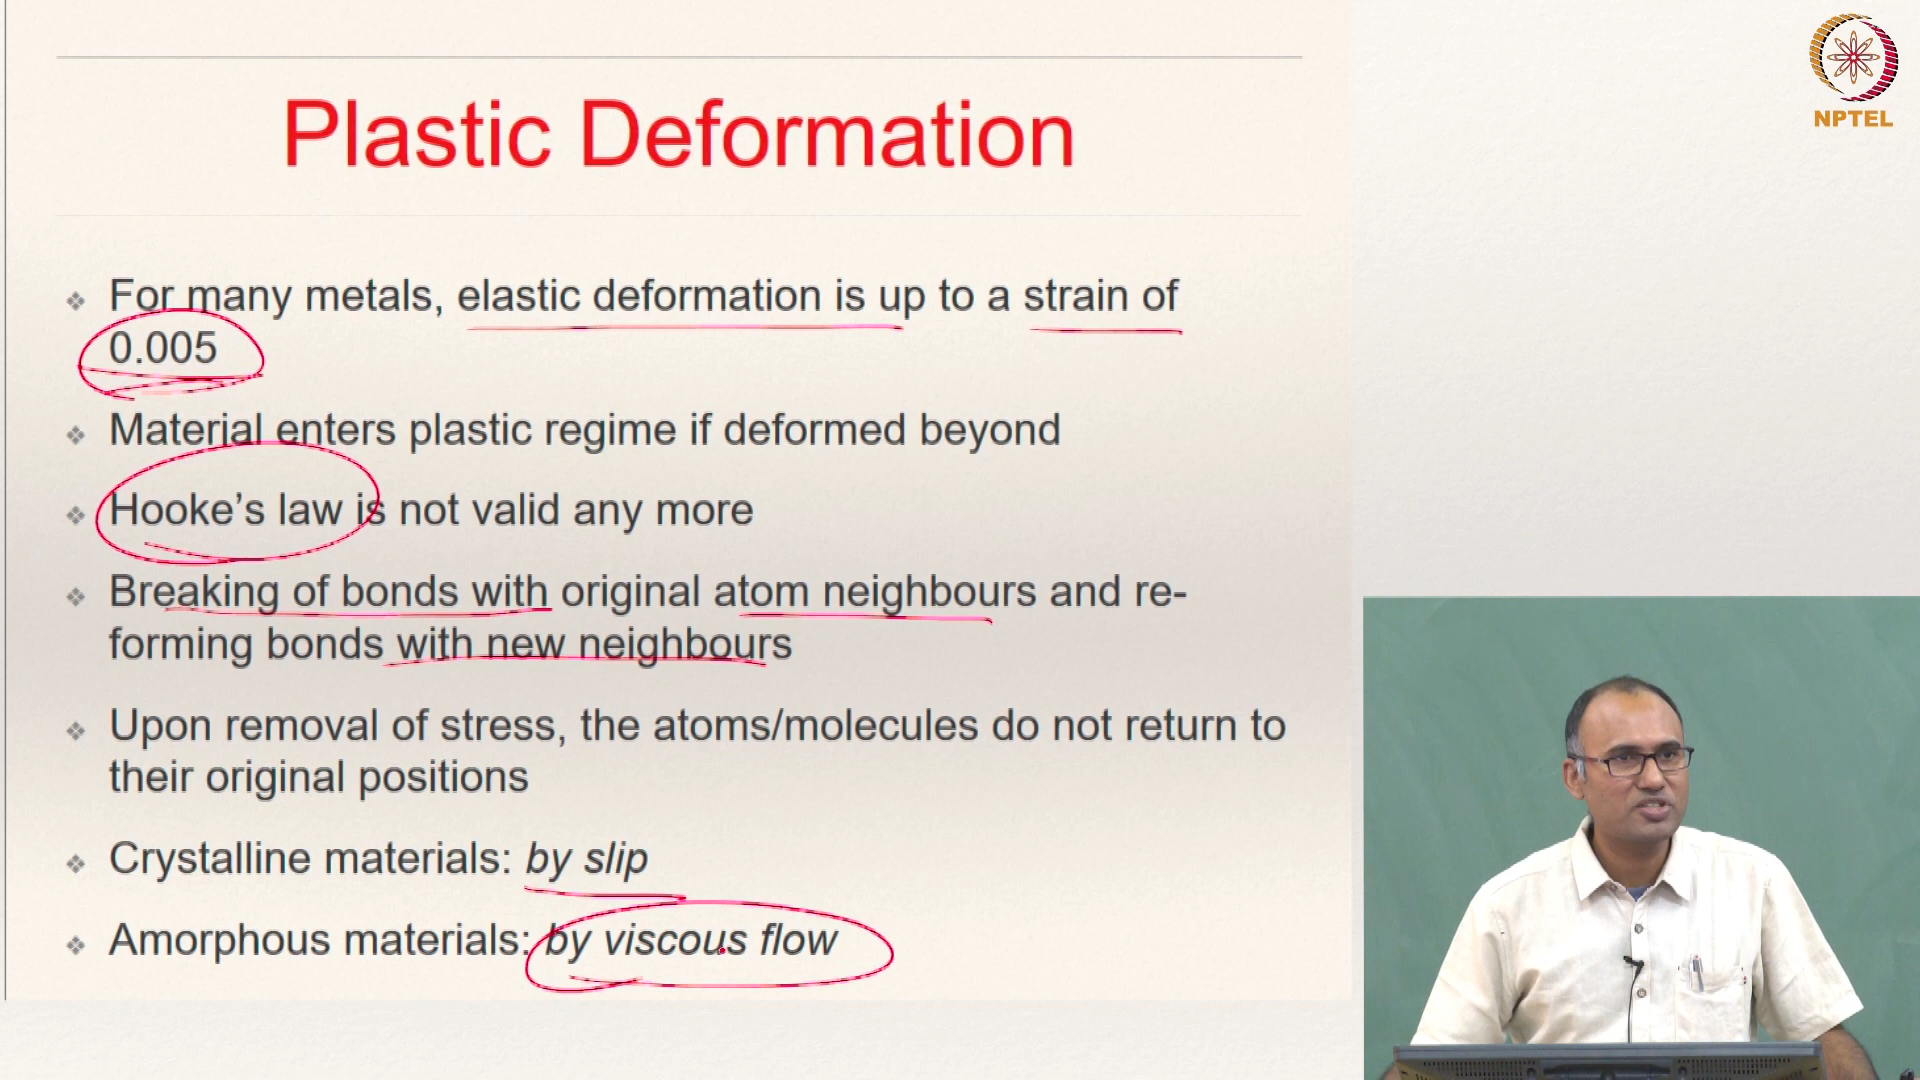 Plastic Deformation
For many metals, elastic deformation is up to a strain of
0.005
Material enters plastic regime if deformed beyond
Hooke’s law is not valid any more
Breaking of bonds with original atom neighbours and re-
forming bonds with new neighbours
Upon removal of stress, the atoms/molecules do not return to
their original positions
Crystalline materials: by slip
Amorphous materials: by viscous flow
NPTEL